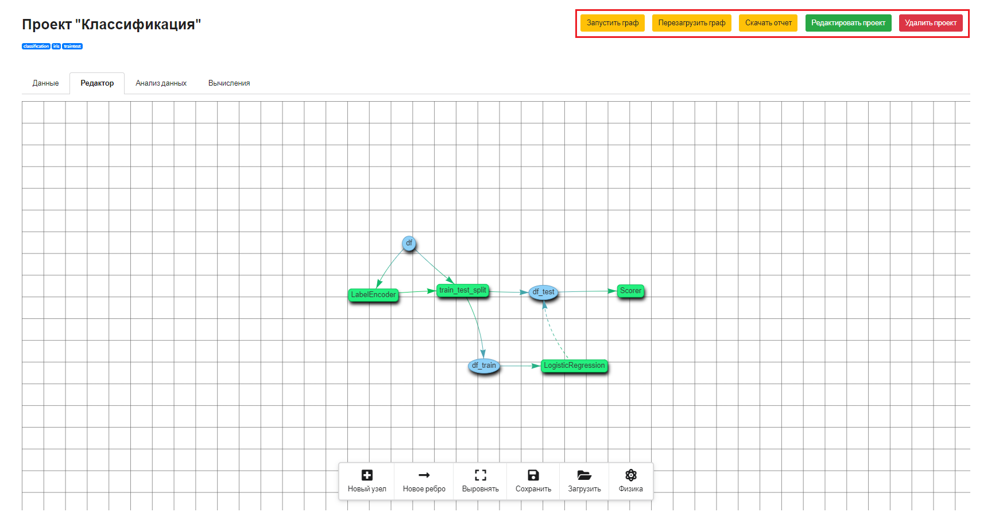 Проект "Классификация"
Запустить граф Перезагрузить граф Скачать отчет Редактировать проект Удалить проект
classification iris traintest
Данные Редактор Анализ данных Вычисления
df
LabelEncoder train_test_split df_test Scorer
df_train LogisticRegression
Новый узел Новое ребро Выровнять Сохранить Загрузить Физика